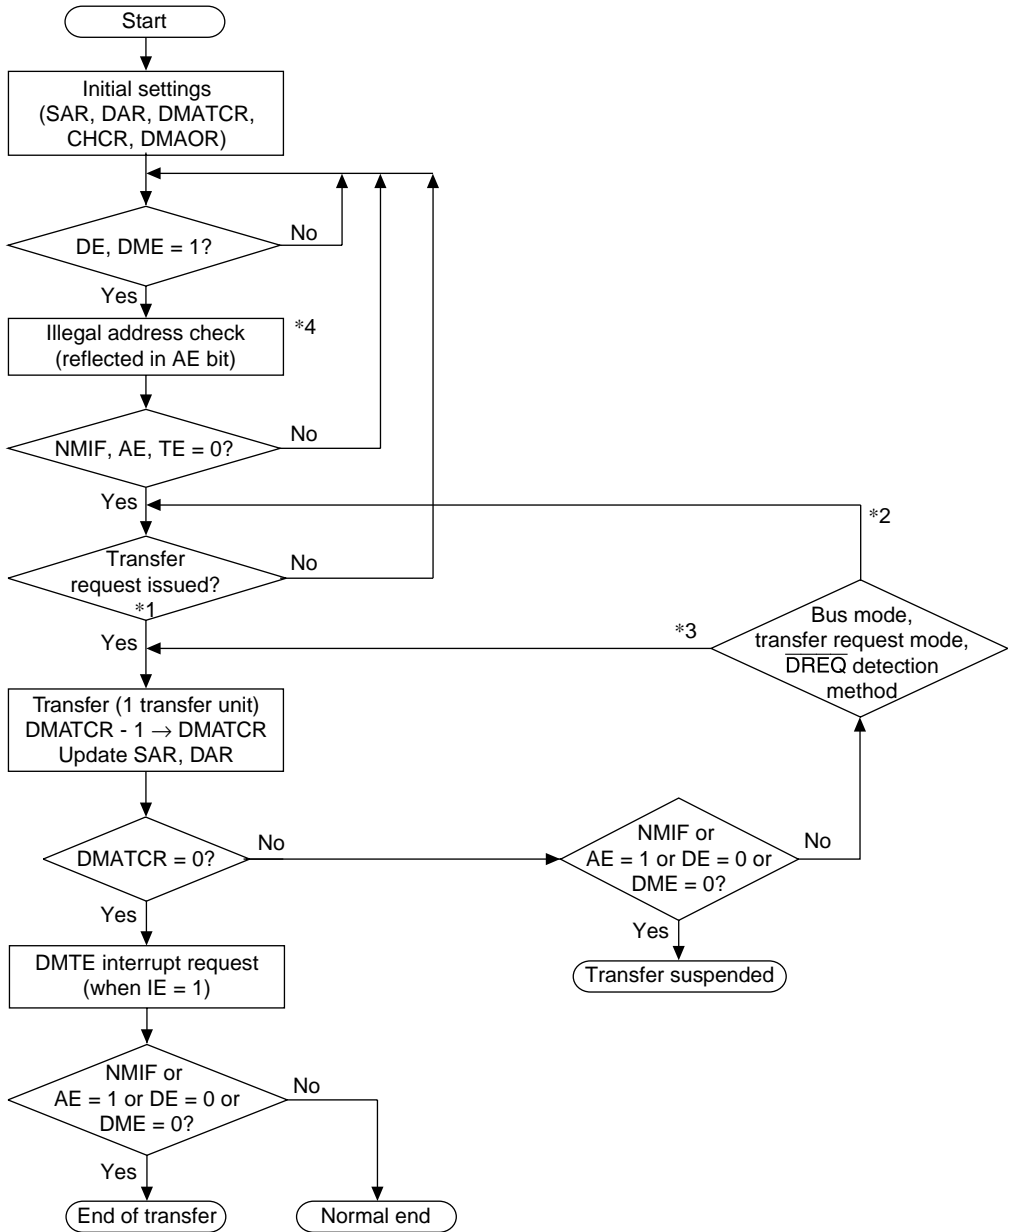 Start
Initial settings
(SAR, DAR, DMATCR,
CHCR, DMAOR)
DE, DME = 1?
No
Yes
Illegal address check
(reflected in AE bit)
*4
NMIF, AE, TE = 0?
No
Yes
*2
Transfer
request issued?
*1
No
Yes
*3
Bus mode,
transfer request mode,
DREQ detection
method
Transfer (1 transfer unit)
DMATCR - 1 → DMATCR
Update SAR, DAR
DMATCR = 0?
No
NMIF or
AE = 1 or DE = 0 or
DME = 0?
No
Yes
Transfer suspended
Yes
DMTE interrupt request
(when IE = 1)
NMIF or
AE = 1 or DE = 0 or
DME = 0?
No
Yes
End of transfer
Normal end